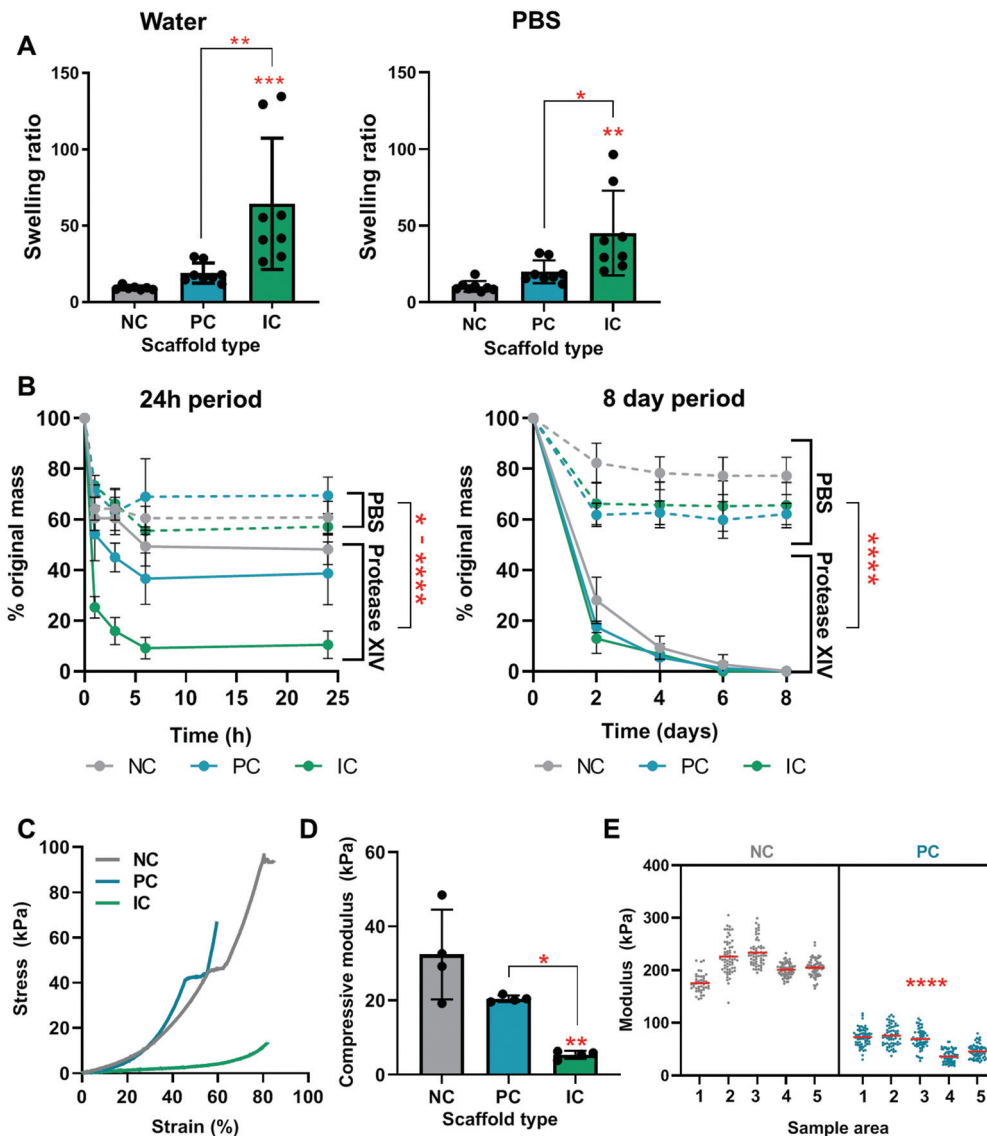 A
Water
PBS
**
***
*
**
Swelling ratio
150
100
50
0
NC PC IC
Scaffold type
Swelling ratio
150
100
50
0
NC PC IC
Scaffold type
B
24h period
8 day period
% original mass
100
80
60
40
20
0
0 5 10 15 20 25
Time (h)
PBS
Protease XIV
* - ****
NC PC IC
% original mass
100
80
60
40
20
0
0 2 4 6 8
Time (days)
PBS
Protease XIV
****
NC PC IC
C
NC
PC
IC
Stress (kPa)
100
80
60
40
20
0
0 20 40 60 80 100
Strain (%)
D
Compressive modulus (kPa)
60
40
20
0
*
**
NC PC IC
Scaffold type
E
NC PC
Modulus (kPa)
400
300
200
100
0
****
1 2 3 4 5 1 2 3 4 5
Sample area